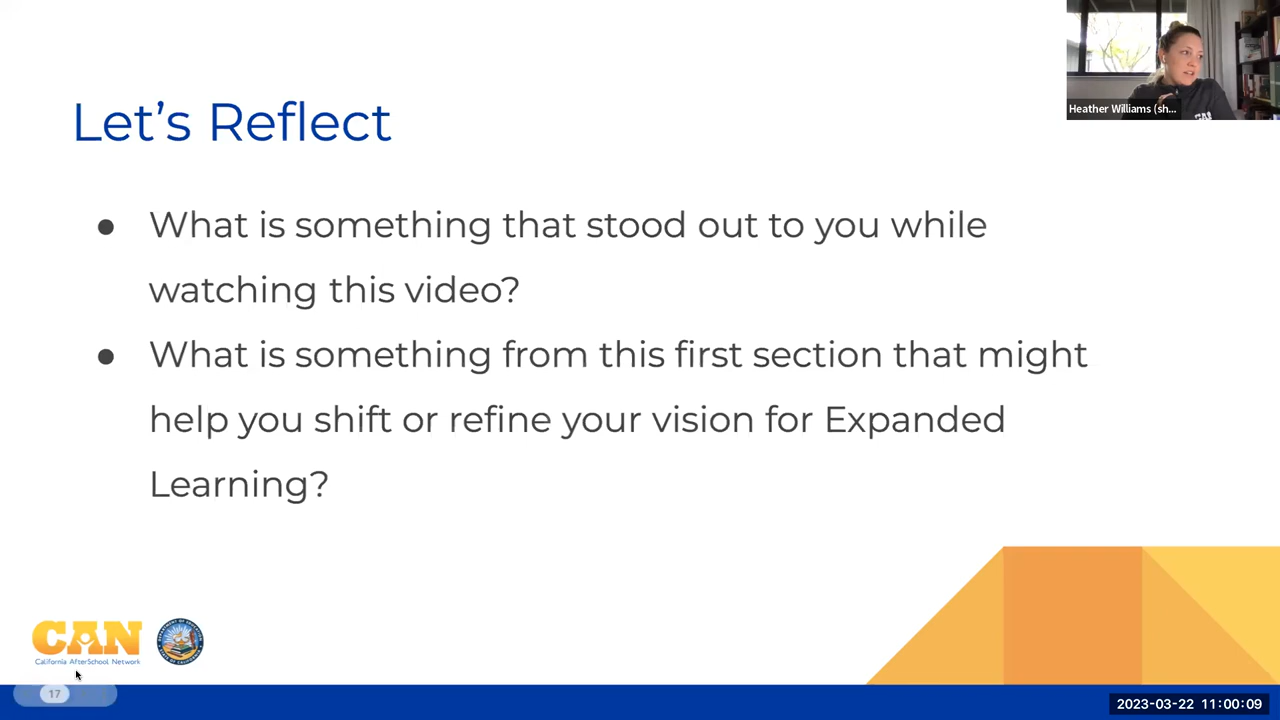 Heather Williams (sh...
Let's Reflect
● What is something that stood out to you while
watching this video?
● What is something from this first section that might
help you shift or refine your vision for Expanded
Learning?
CAN
California AfterSchool Network
17
2023-03-22 11:00:09